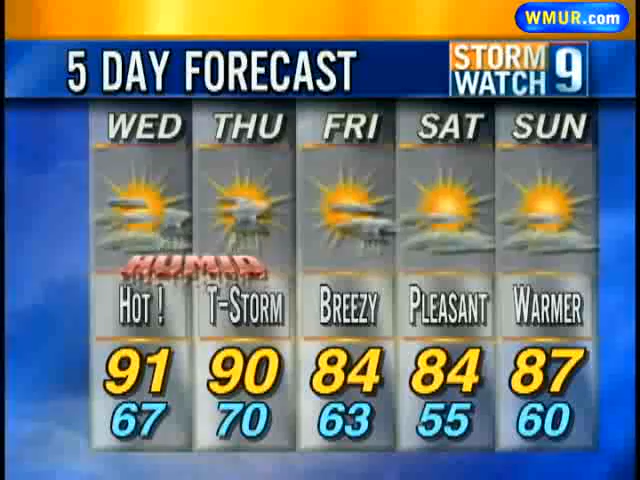 WMUR.com
5 DAY FORECAST
STORM
WATCH 9
WED THU FRI SAT SUN
HUMID
HOT ! T-STORM BREEZY PLEASANT WARMER
91 90 84 84 87
67 70 63 55 60